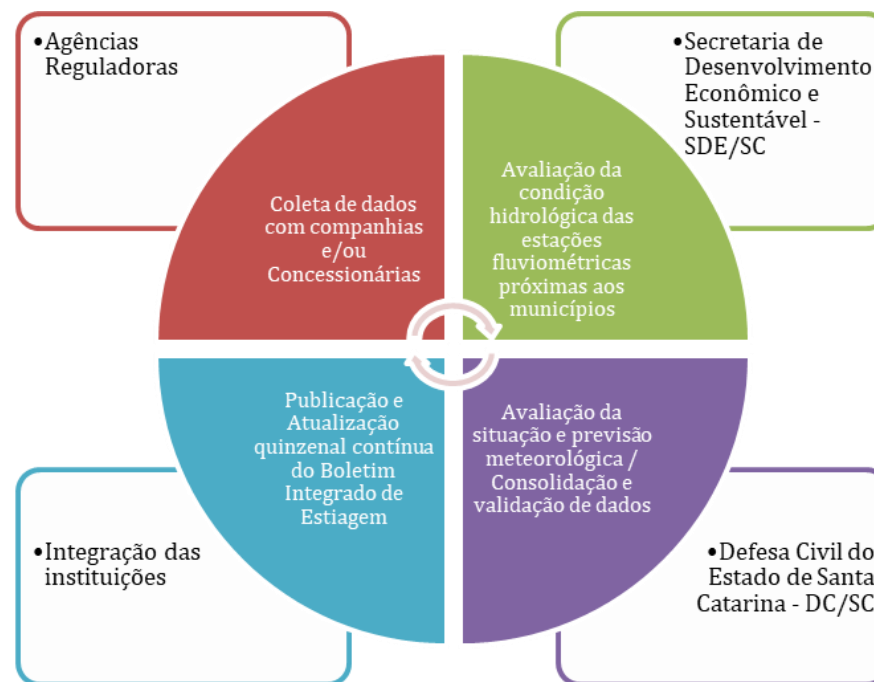 •Agências
Reguladoras
•Secretaria de
Desenvolvimento
Econômico e
Sustentável -
SDE/SC
Coleta de dados
com companhias
e/ou
Concessionárias
Avaliação da
condição
hidrológica das
estações
fluviométricas
próximas aos
municípios
Publicação e
Atualização
quinzenal contínua
do Boletim
Integrado de
Estiagem
Avaliação da
situação e previsão
meteorológica /
Consolidação e
validação de dados
•Integração das
instituições
•Defesa Civil do
Estado de Santa
Catarina - DC/SC